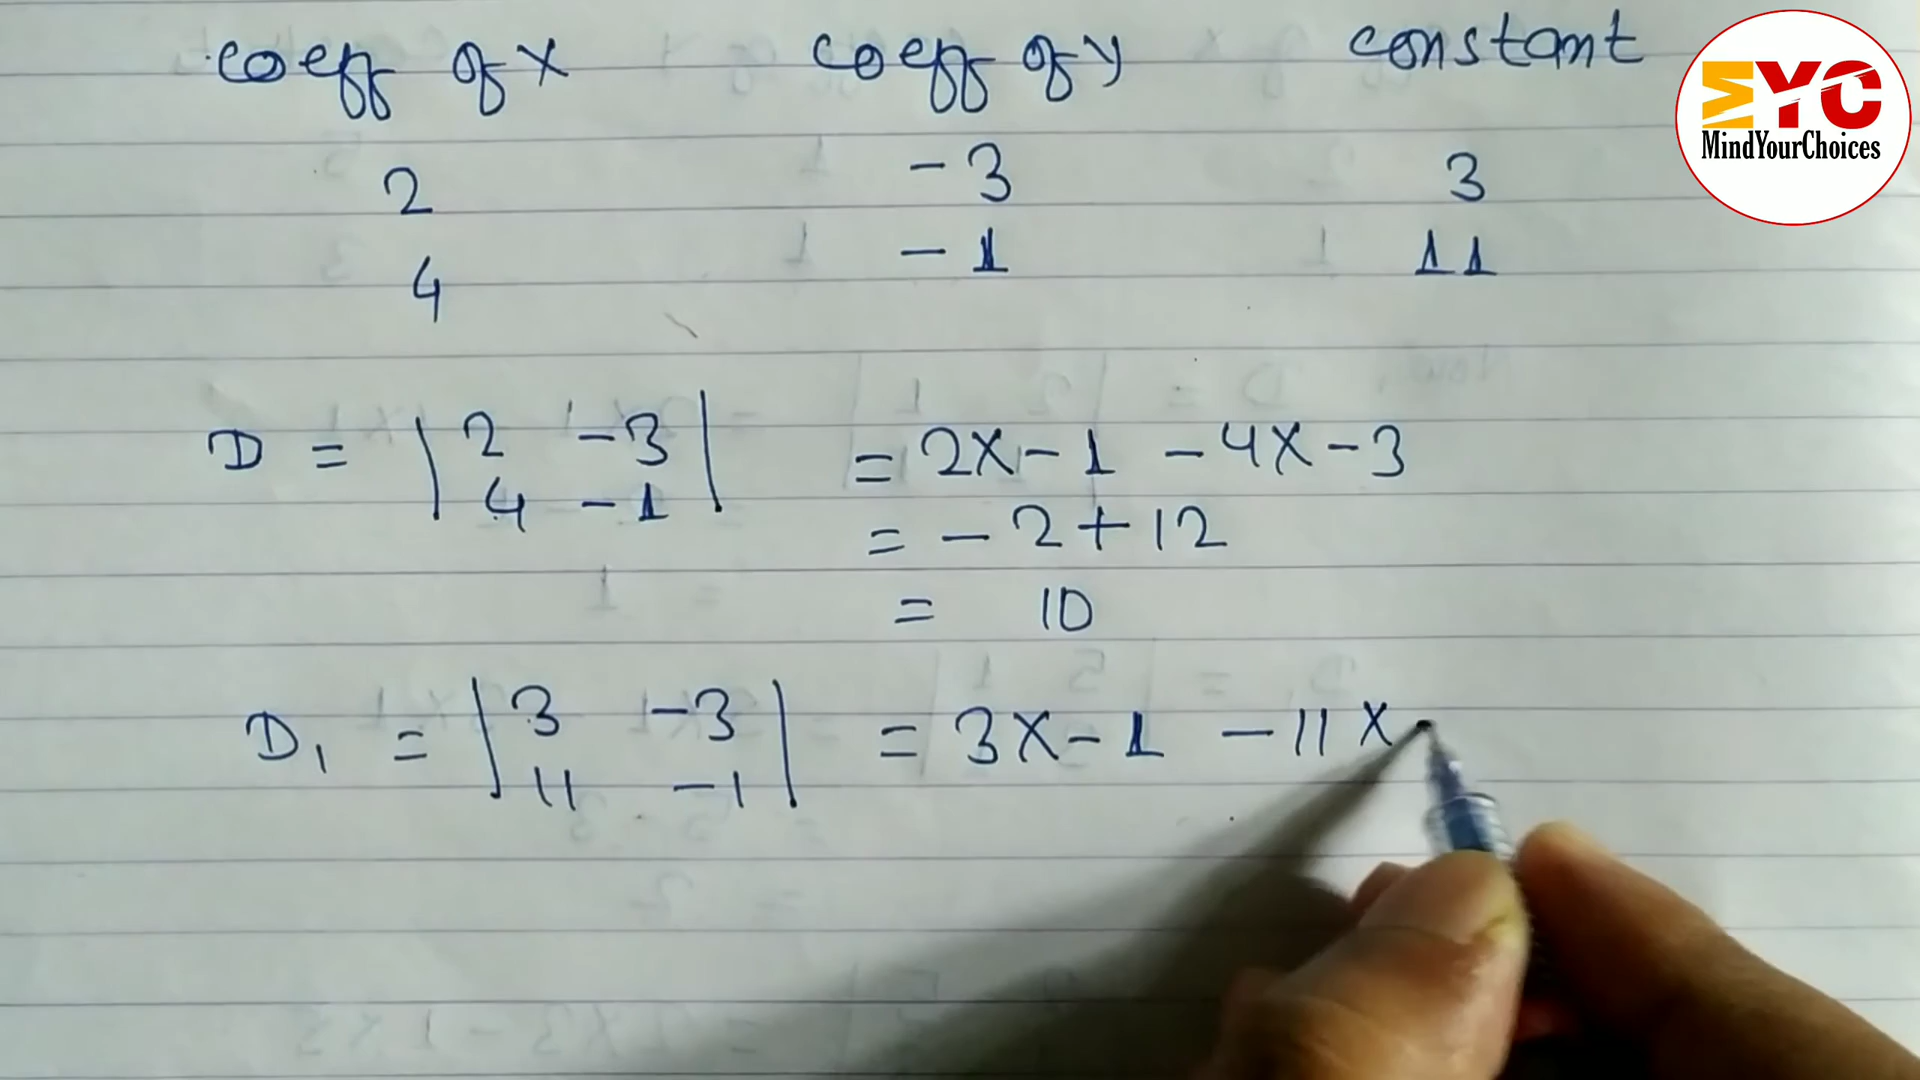 coeff of x coeff of y constant
MYC
MindYourChoices
2 -3 3
4 -1 11
D = | 2 -3 | = 2x-1 -4x-3
| 4 -1 |
= -2+12
= 10
D₁ = | 3 -3 | = 3x-1 -11x
| 11 -1 |